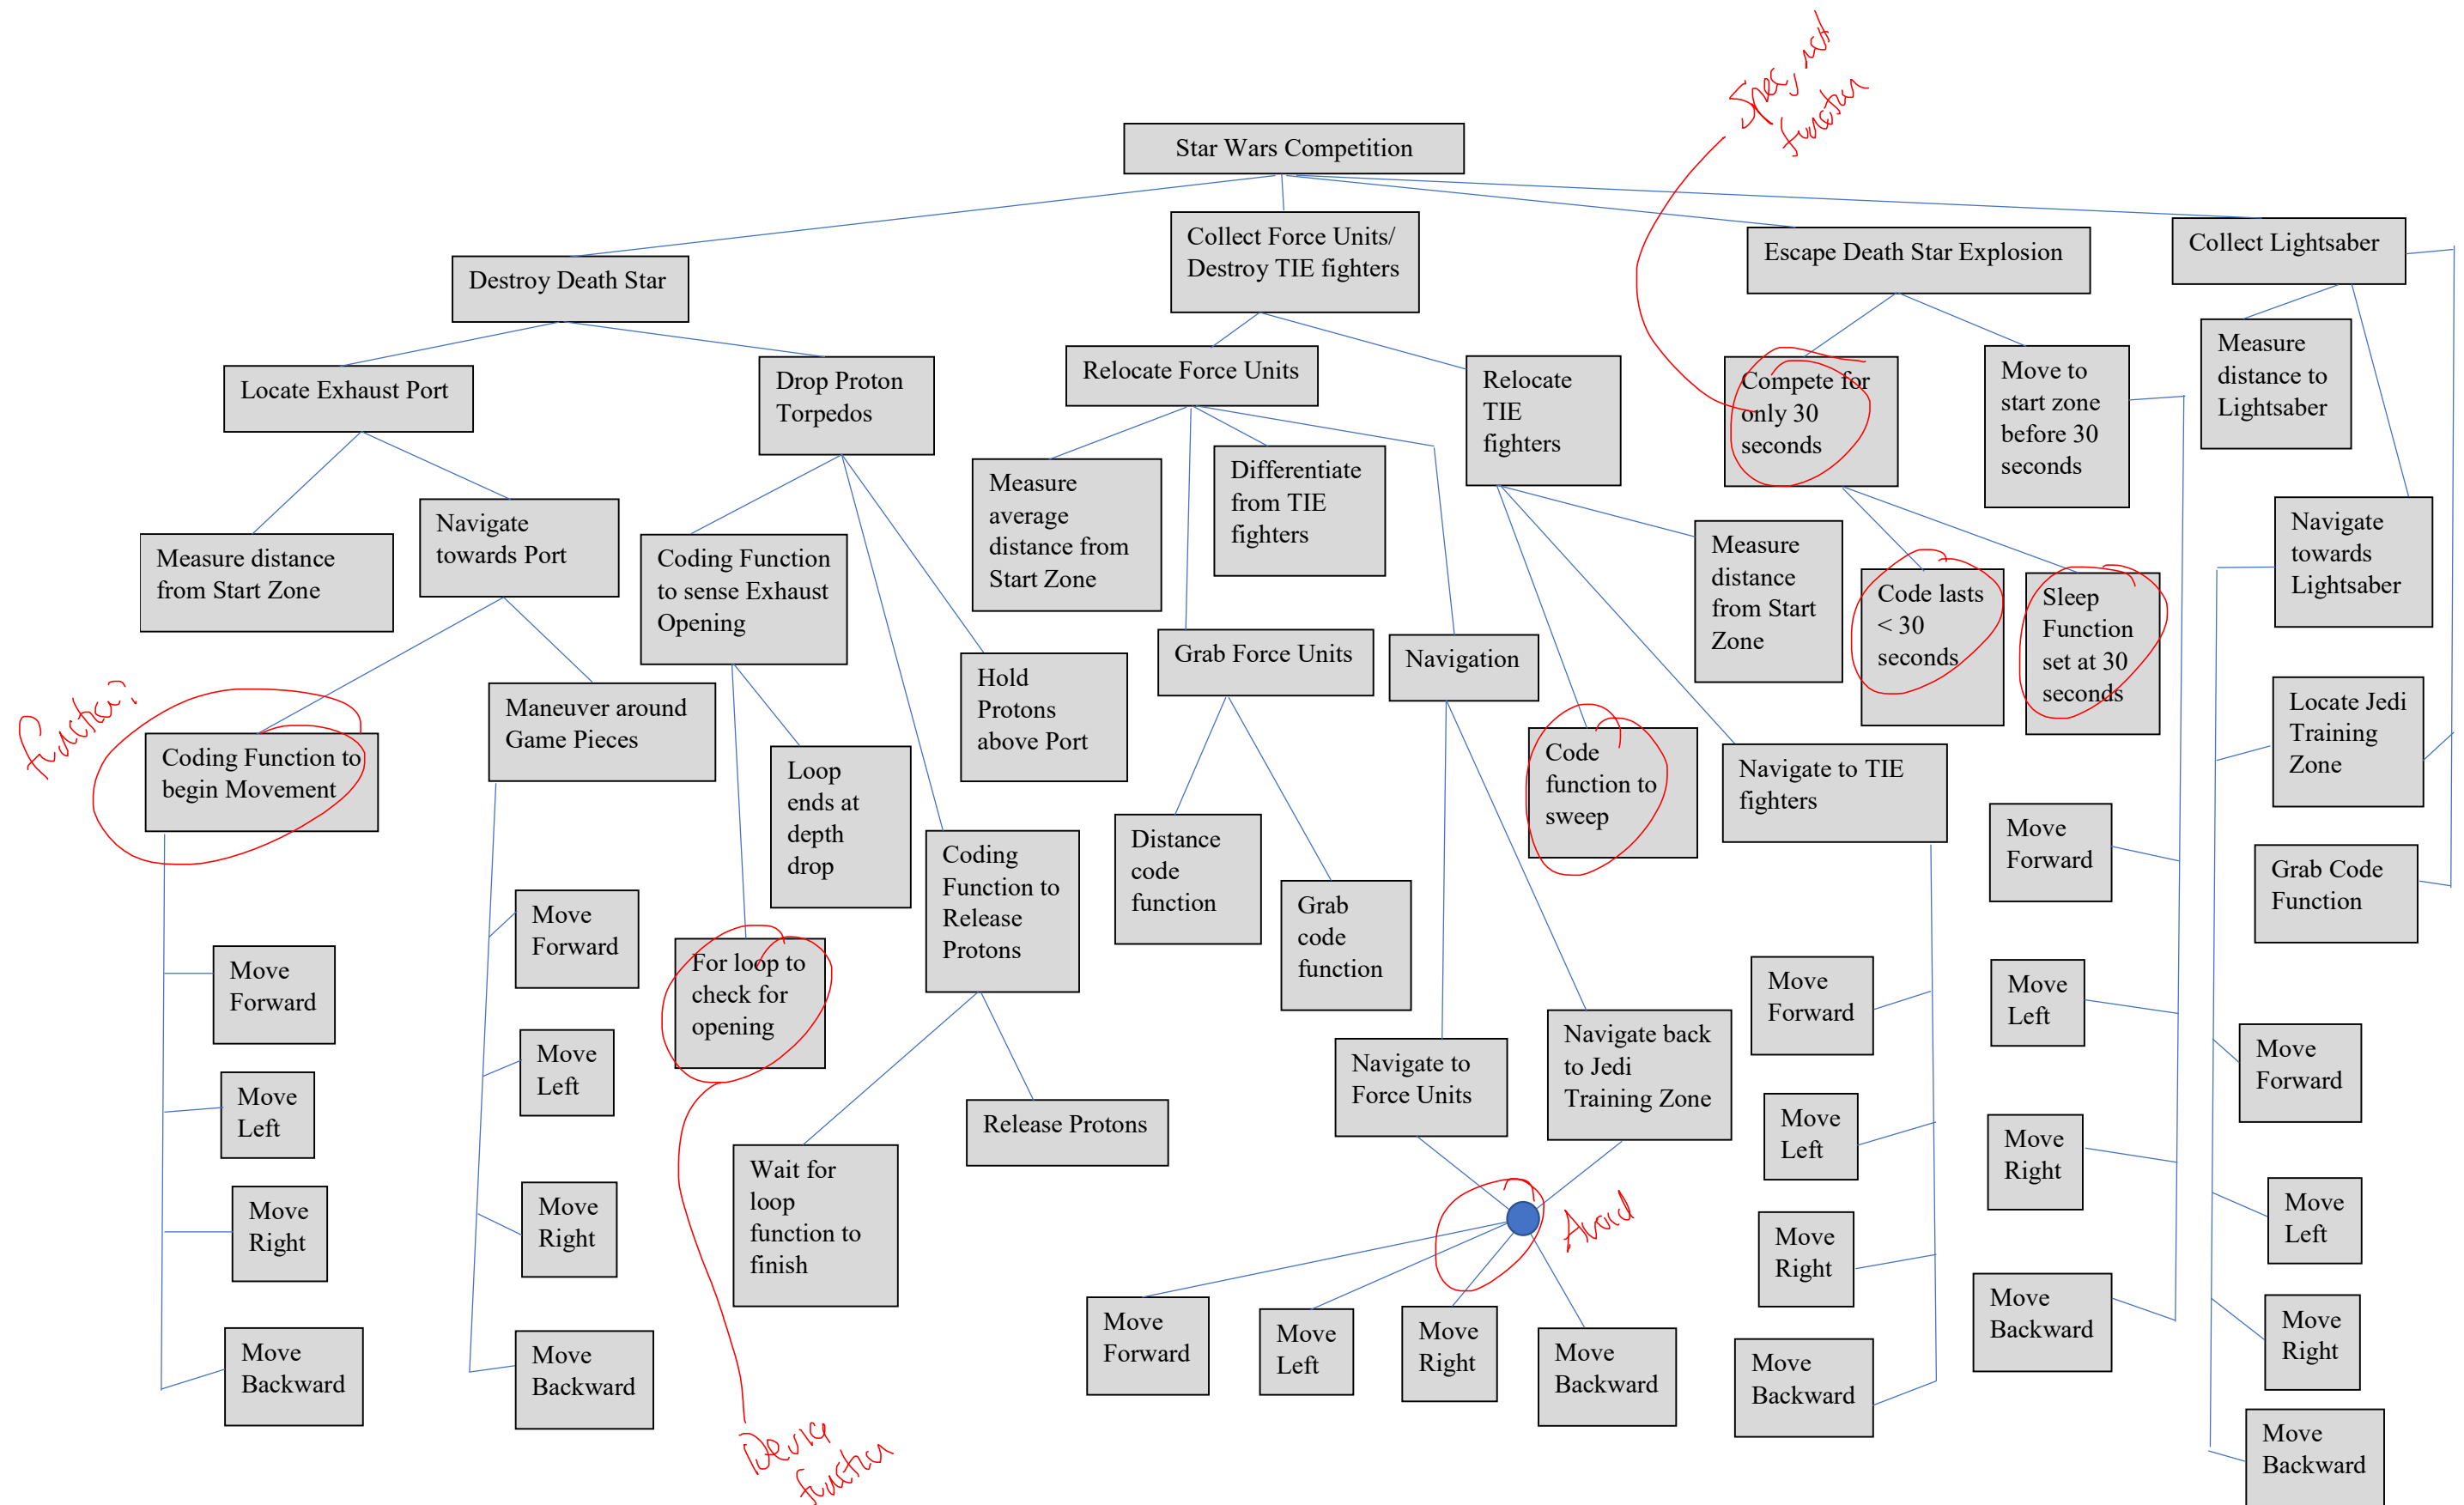 Spec, not
function
Star Wars Competition
Destroy Death Star
Collect Force Units/
Destroy TIE fighters
Escape Death Star Explosion
Collect Lightsaber
Locate Exhaust Port
Drop Proton
Torpedos
Relocate Force Units
Relocate
TIE
fighters
Compete for
only 30
seconds
Move to
start zone
before 30
seconds
Measure
distance to
Lightsaber
Measure distance
from Start Zone
Navigate
towards Port
Coding Function
to sense Exhaust
Opening
Hold
Protons
above Port
Measure
average
distance from
Start Zone
Differentiate
from TIE
fighters
Grab Force Units
Navigation
Measure
distance
from Start
Zone
Code lasts
< 30
seconds
Sleep
Function
set at 30
seconds
Navigate
towards
Lightsaber
function?
Coding Function to
begin Movement
Maneuver around
Game Pieces
Loop
ends at
depth
drop
Coding
Function to
Release
Protons
Distance
code
function
Grab
code
function
Code
function to
sweep
Navigate to TIE
fighters
Locate Jedi
Training
Zone
Grab Code
Function
For loop to
check for
opening
Wait for
loop
function to
finish
Release Protons
Navigate to
Force Units
Navigate back
to Jedi
Training Zone
Avoid
Device
function
Move
Forward
Move
Left
Move
Right
Move
Backward
Move
Forward
Move
Left
Move
Right
Move
Backward
Move
Forward
Move
Left
Move
Right
Move
Backward
Move
Forward
Move
Left
Move
Right
Move
Backward
Move
Forward
Move
Left
Move
Right
Move
Backward
Move
Forward
Move
Left
Move
Right
Move
Backward